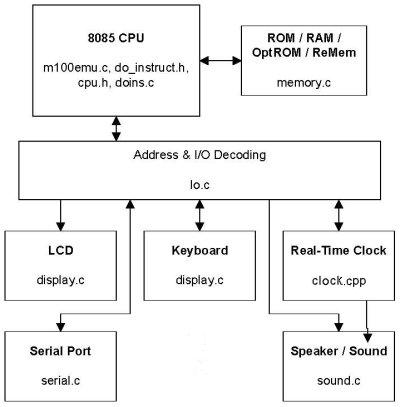 8085 CPU
m100emu.c, do_instruct.h,
cpu.h, doins.c
ROM / RAM /
OptROM / ReMem
memory.c
Address & I/O Decoding
Io.c
LCD
display.c
Keyboard
display.c
Real-Time Clock
clock.cpp
Serial Port
serial.c
Speaker / Sound
sound.c